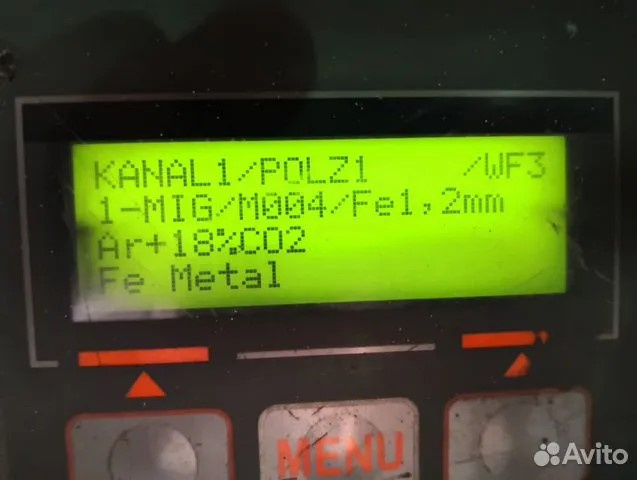 KANAL1/POLZ1 /WF3
1-MIG/M004/Fe1,2mm
Ar+18%CO2
Fe Metal
MENU
Avito